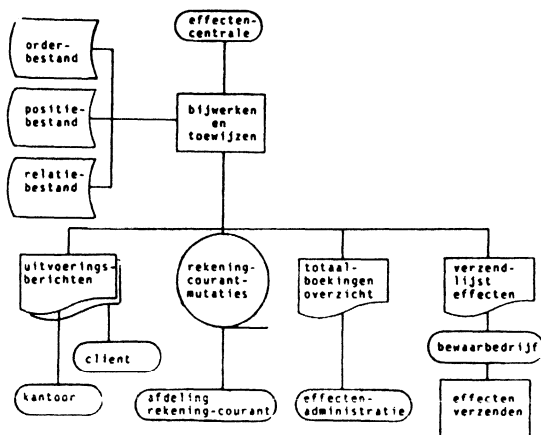 effecten-
centrale
order-
bestand
positie-
bestand
relatie-
bestand
bijwerken
en
toewijzen
uitvoerings-
berichten
rekening-
courant-
mutaties
totaal-
boekingen
overzicht
verzend-
lijst
effecten
client
kantoor
afdeling
rekening-courant
effecten-
administratie
bewaarbedrijf
effecten
verzenden